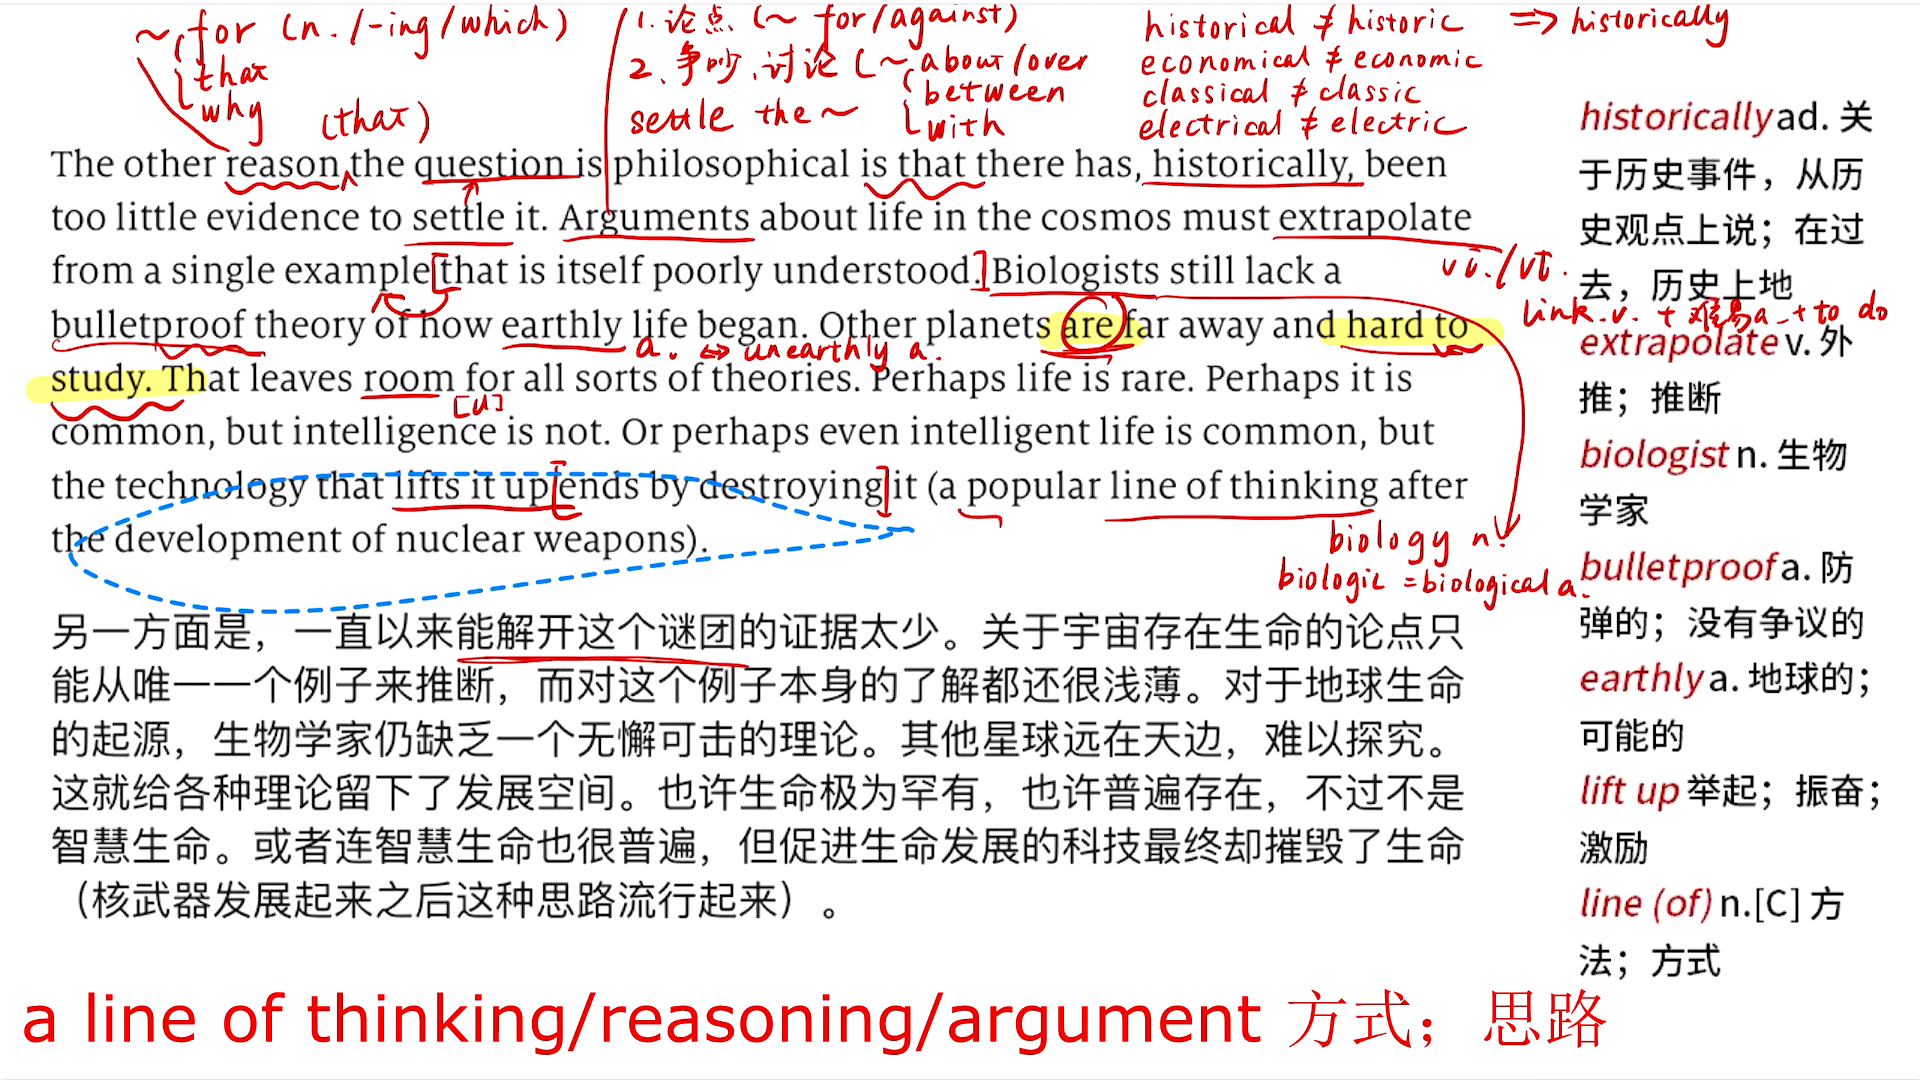 ~ for (n. /-ing/which)
that
why
(that)
1.论点 (~ for/against)
2、争吵、讨论 (~ about/over
between
with
settle the ~
historical ≠ historic ⇒ historically
economical ≠ economic
classical ≠ classic
electrical ≠ electric
The other reason the question is philosophical is that there has, historically, been
too little evidence to settle it. Arguments about life in the cosmos must extrapolate
vi./vt.
from a single example[that is itself poorly understood.]Biologists still lack a
bulletproof theory of how earthly life began. Other planets are far away and hard to
a. ⇔ unearthly a.
link.v. + 难易a. + to do
study. That leaves room for all sorts of theories. Perhaps life is rare. Perhaps it is
[u]
common, but intelligence is not. Or perhaps even intelligent life is common, but
the technology that lifts it up[ends by destroying]it (a popular line of thinking after
the development of nuclear weapons).
biology n.
biologic = biological a.
另一方面是，一直以来能解开这个谜团的证据太少。关于宇宙存在生命的论点只
能从唯一一个例子来推断，而对这个例子本身的了解都还很浅薄。对于地球生命
的起源，生物学家仍缺乏一个无懈可击的理论。其他星球远在天边，难以探究。
这就给各种理论留下了发展空间。也许生命极为罕有，也许普遍存在，不过不是
智慧生命。或者连智慧生命也很普遍，但促进生命发展的科技最终却摧毁了生命
（核武器发展起来之后这种思路流行起来）。
historically ad. 关
于历史事件，从历
史观点上说；在过
去，历史上地
extrapolate v. 外
推；推断
biologist n. 生物
学家
bulletproof a. 防
弹的；没有争议的
earthly a. 地球的；
可能的
lift up 举起；振奋；
激励
line (of) n.[C] 方
法；方式
a line of thinking/reasoning/argument 方式；思路